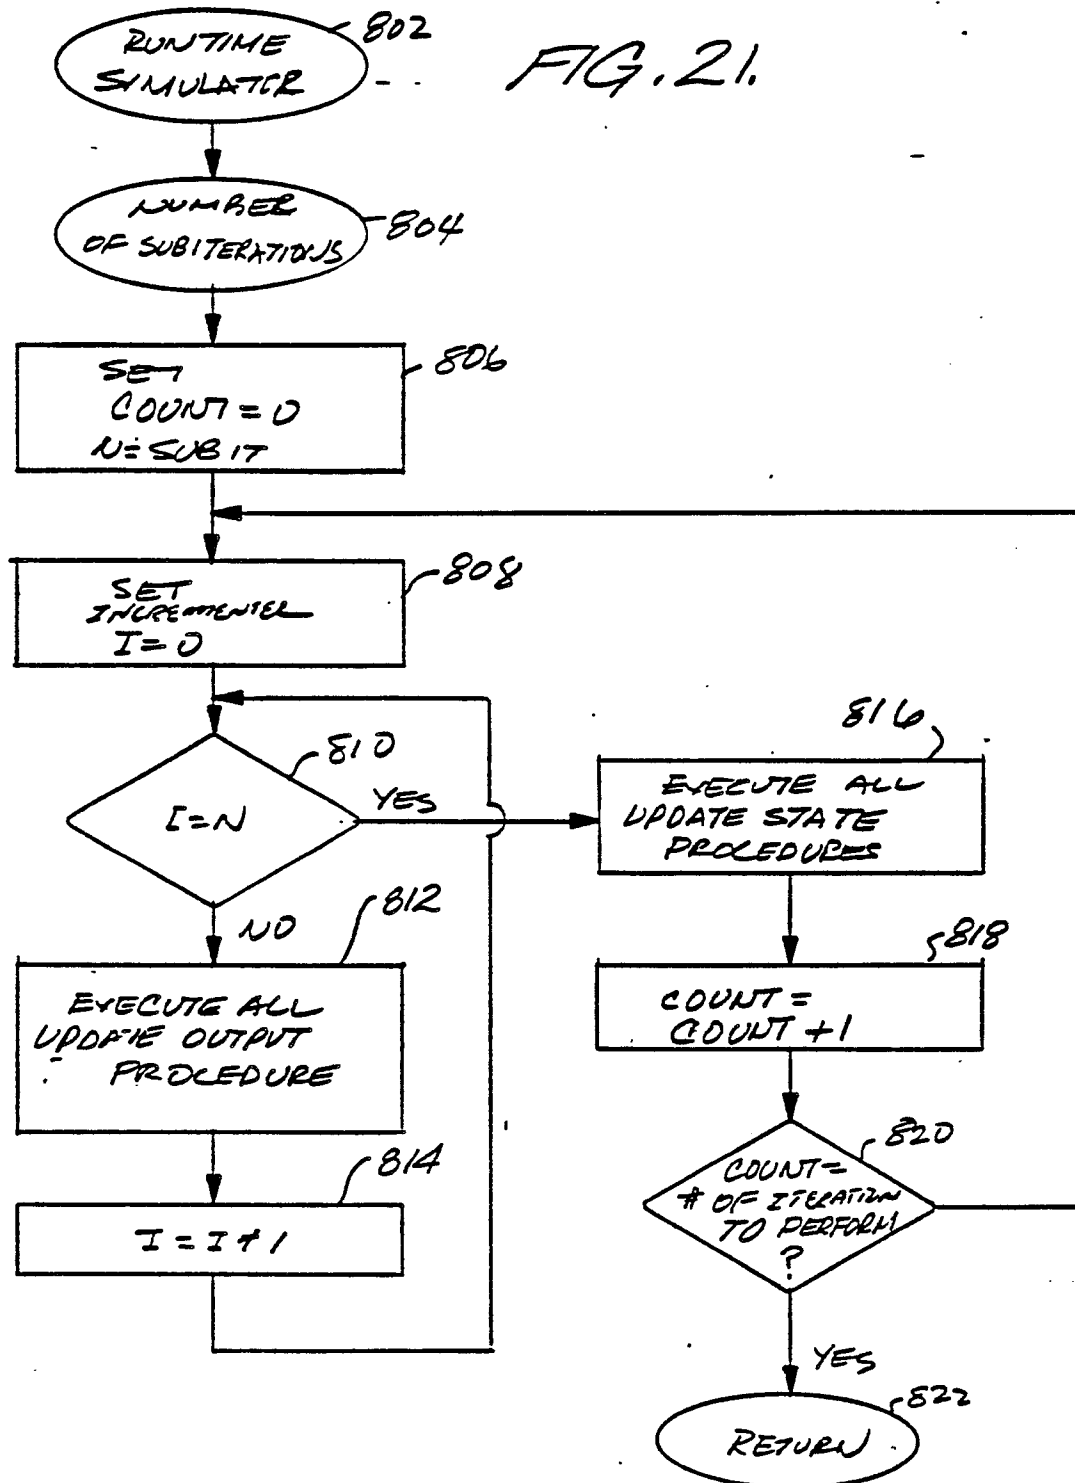 FIG. 21.
RUNTIME
SIMULATOR
802
NUMBER
OF SUBITERATIONS
804
SET
COUNT = 0
N = SUBIT
806
SET
INCREMENTER
I = 0
808
I = N
810
YES
NO
EXECUTE ALL
UPDATE OUTPUT
PROCEDURE
812
I = I + 1
814
EXECUTE ALL
UPDATE STATE
PROCEDURES
816
COUNT =
COUNT + 1
818
COUNT =
# OF ITERATION
TO PERFORM
?
820
YES
RETURN
822